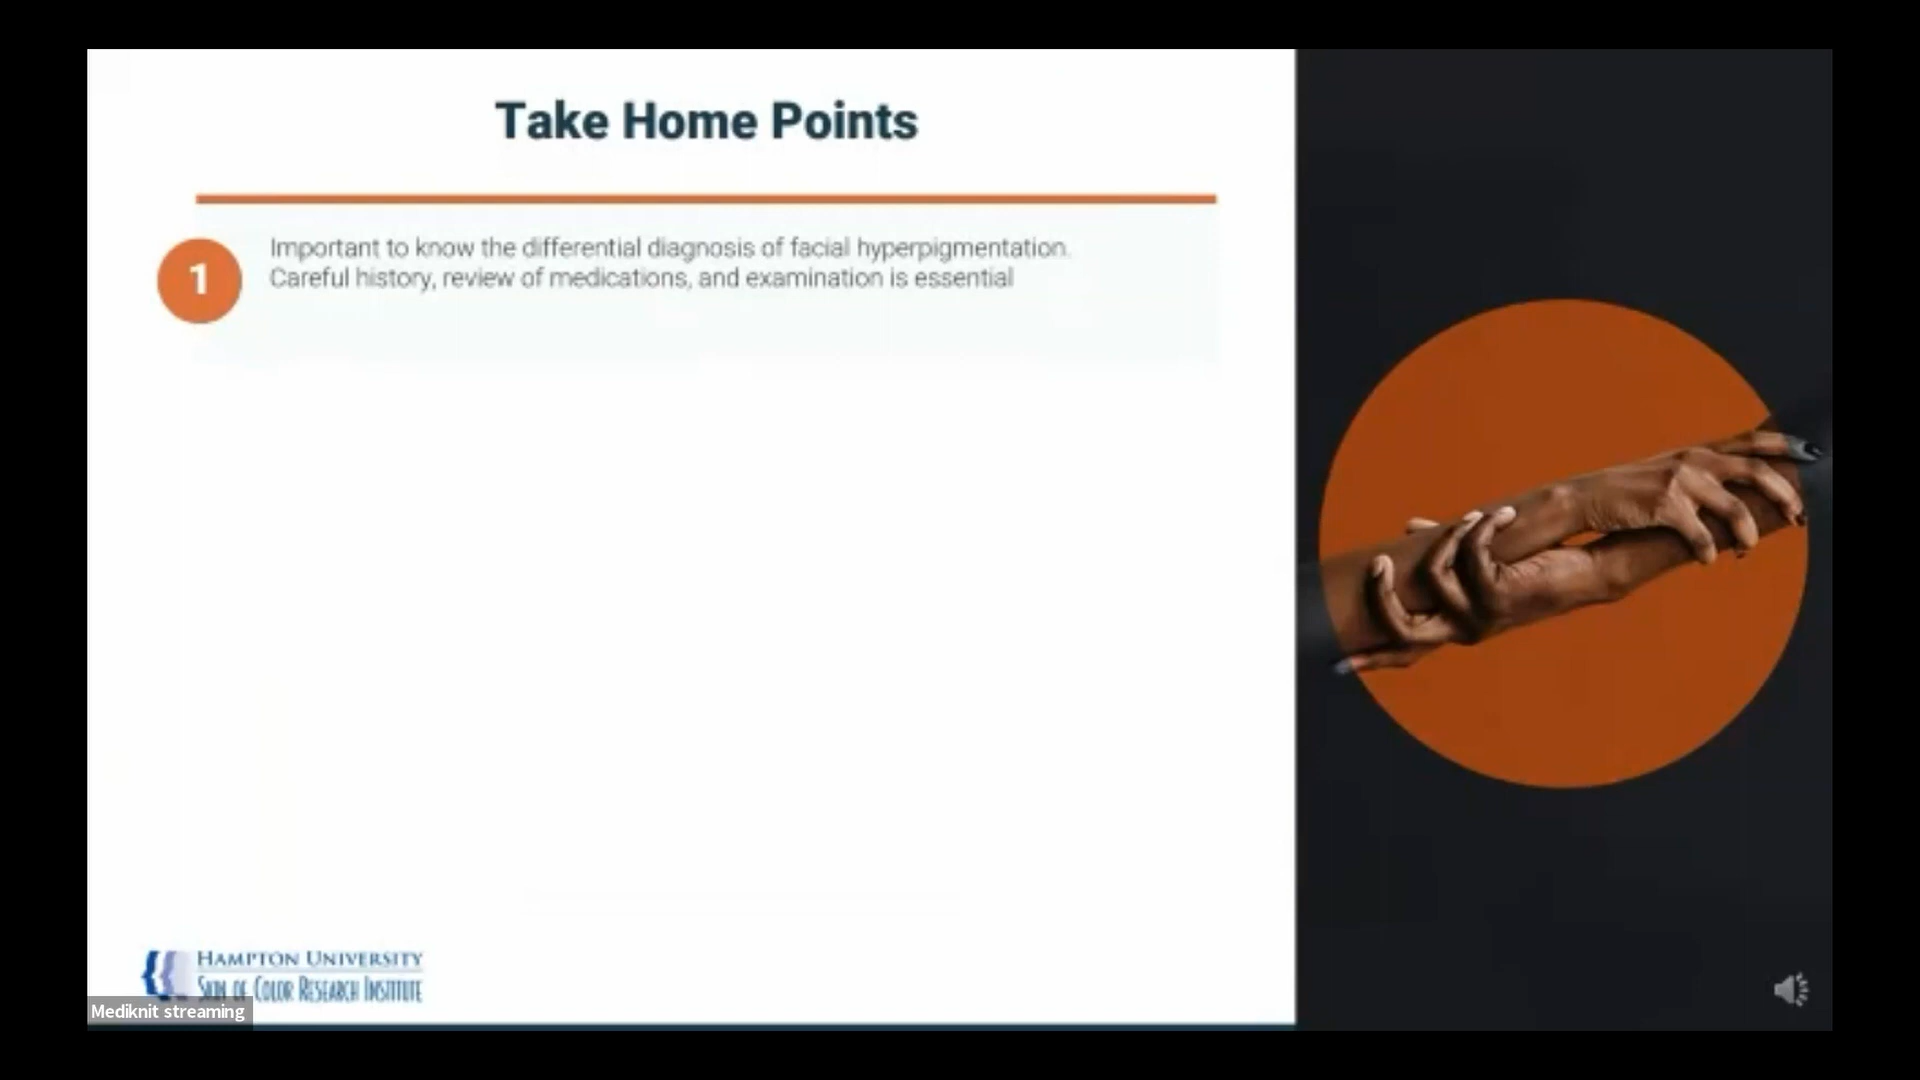 Take Home Points
1
Important to know the differential diagnosis of facial hyperpigmentation.
Careful history, review of medications, and examination is essential
HAMPTON UNIVERSITY
SKIN OF COLOR RESEARCH INSTITUTE
Mediknit streaming